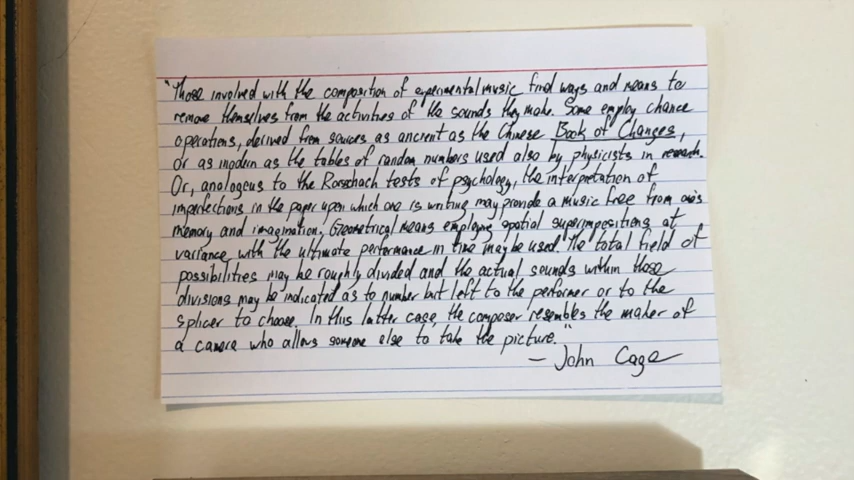 "Those involved with the composition of experimental music find ways and means to
remove themselves from the activities of the sounds they make. Some employ chance
operations, derived from sources as ancient as the Chinese Book of Changes,
or as modern as the tables of random numbers used also by physicists in research.
Or, analogous to the Rorschach tests of psychology, the interpretation of
imperfections in the paper upon which one is writing may provide a music free from one's
memory and imagination. Geometrical means employing spatial superimpositions at
variance with the ultimate performance in time may be used. The total field of
possibilities may be roughly divided and the actual sounds within those
divisions may be indicated as to number but left to the performer or to the
splicer to choose. In this latter case, the composer resembles the maker of
a camera who allows someone else to take the picture."
— John Cage